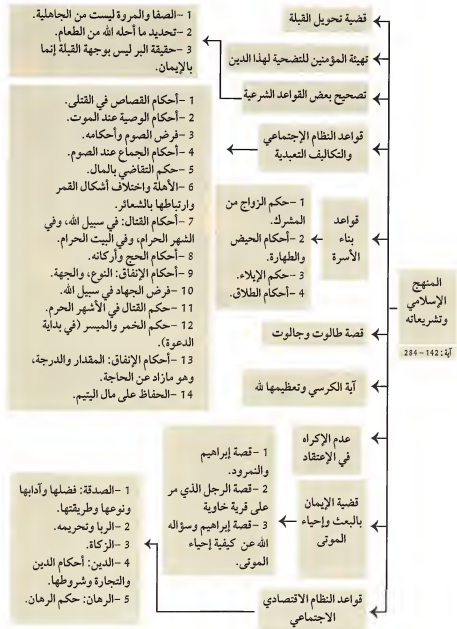 المنهج
الإسلامي
وتشريعاته
آية: 142 – 284
قضية تحويل القبلة
تهيئة المؤمنين للتضحية لهذا الدين
تصحيح بعض القواعد الشرعية
1 –الصفا والمروة ليست من الجاهلية.
2 –تحديد ما أحله الله من الطعام.
3 –حقيقة البر ليس بوجهة القبلة إنما
بالإيمان.
قواعد النظام الإجتماعي
والتكاليف التعبدية
1 –أحكام القصاص في القتلى.
2 –أحكام الوصية عند الموت.
3 –فرض الصوم وأحكامه.
4 –أحكام الجماع عند الصوم.
5 –حكم التقاضي بالمال.
6 –الأهلة واختلاف أشكال القمر
وارتباطها بالشعائر.
7 –أحكام القتال: في سبيل الله، وفي
الشهر الحرام، وفي البيت الحرام.
8 –أحكام الحج وأركانه.
9 –أحكام الإنفاق: النوع، والجهة.
10 –فرض الجهاد في سبيل الله.
11 –حكم القتال في الأشهر الحرم.
12 –حكم الخمر والميسر (في بداية
الدعوة).
13 –أحكام الإنفاق: المقدار والدرجة،
وهو مازاد عن الحاجة.
14 –الحفاظ على مال اليتيم.
قواعد
بناء
الأسرة
1 –حكم الزواج من
المشرك.
2 –أحكام الحيض
والطهارة.
3 –حكم الإيلاء.
4 –أحكام الطلاق.
قصة طالوت وجالوت
آية الكرسي وتعظيمها لله
عدم الإكراه
في الإعتقاد
قضية الإيمان
بالبعث وإحياء
الموتى
1 –قصة إبراهيم
والنمرود.
2 –قصة الرجل الذي مر
على قرية خاوية
3 –قصة إبراهيم وسؤاله
الله عن كيفية إحياء
الموتى.
قواعد النظام الاقتصادي
الاجتماعي
1 –الصدقة: فضلها وآدابها
ونوعها وطريقتها.
2 –الربا وتحريمه.
3 –الزكاة.
4 –الدين: أحكام الدين
والتجارة وشروطها.
5 –الرهان: حكم الرهان.